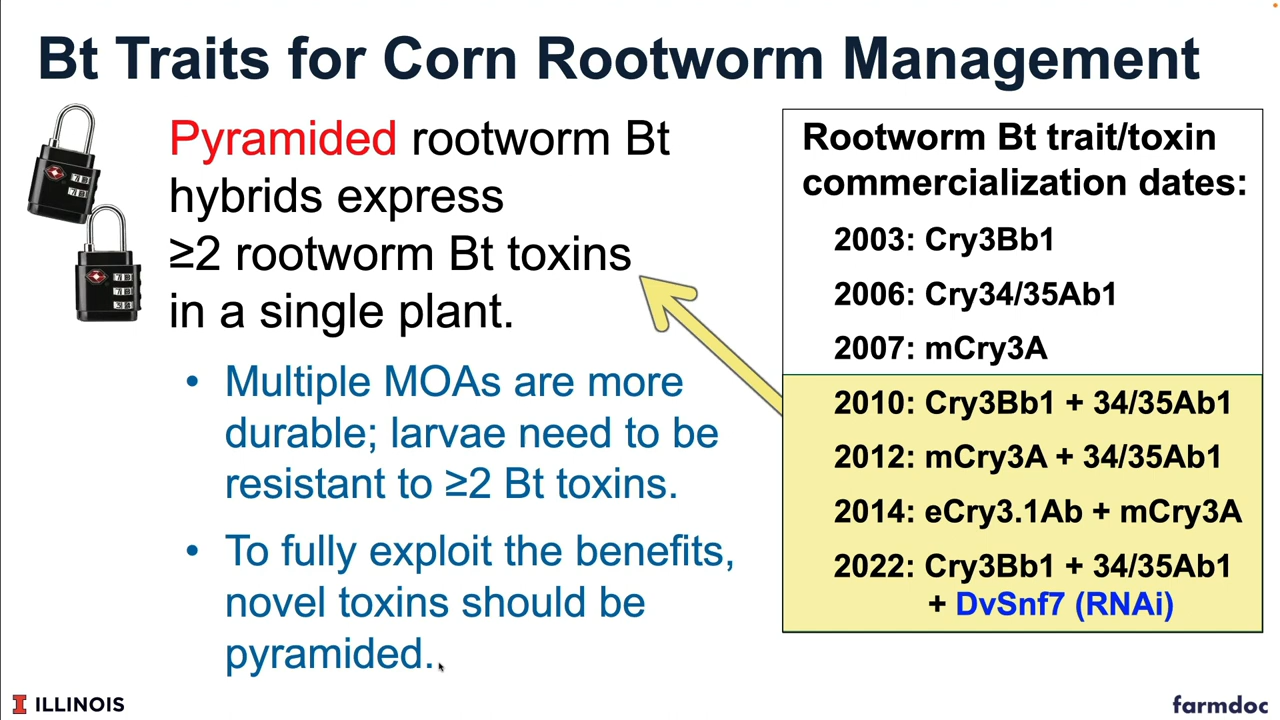 Bt Traits for Corn Rootworm Management
Pyramided rootworm Bt
hybrids express
≥2 rootworm Bt toxins
in a single plant.
• Multiple MOAs are more
durable; larvae need to be
resistant to ≥2 Bt toxins.
• To fully exploit the benefits,
novel toxins should be
pyramided.
Rootworm Bt trait/toxin
commercialization dates:
2003: Cry3Bb1
2006: Cry34/35Ab1
2007: mCry3A
2010: Cry3Bb1 + 34/35Ab1
2012: mCry3A + 34/35Ab1
2014: eCry3.1Ab + mCry3A
2022: Cry3Bb1 + 34/35Ab1
+ DvSnf7 (RNAi)
I ILLINOIS
farmdoc